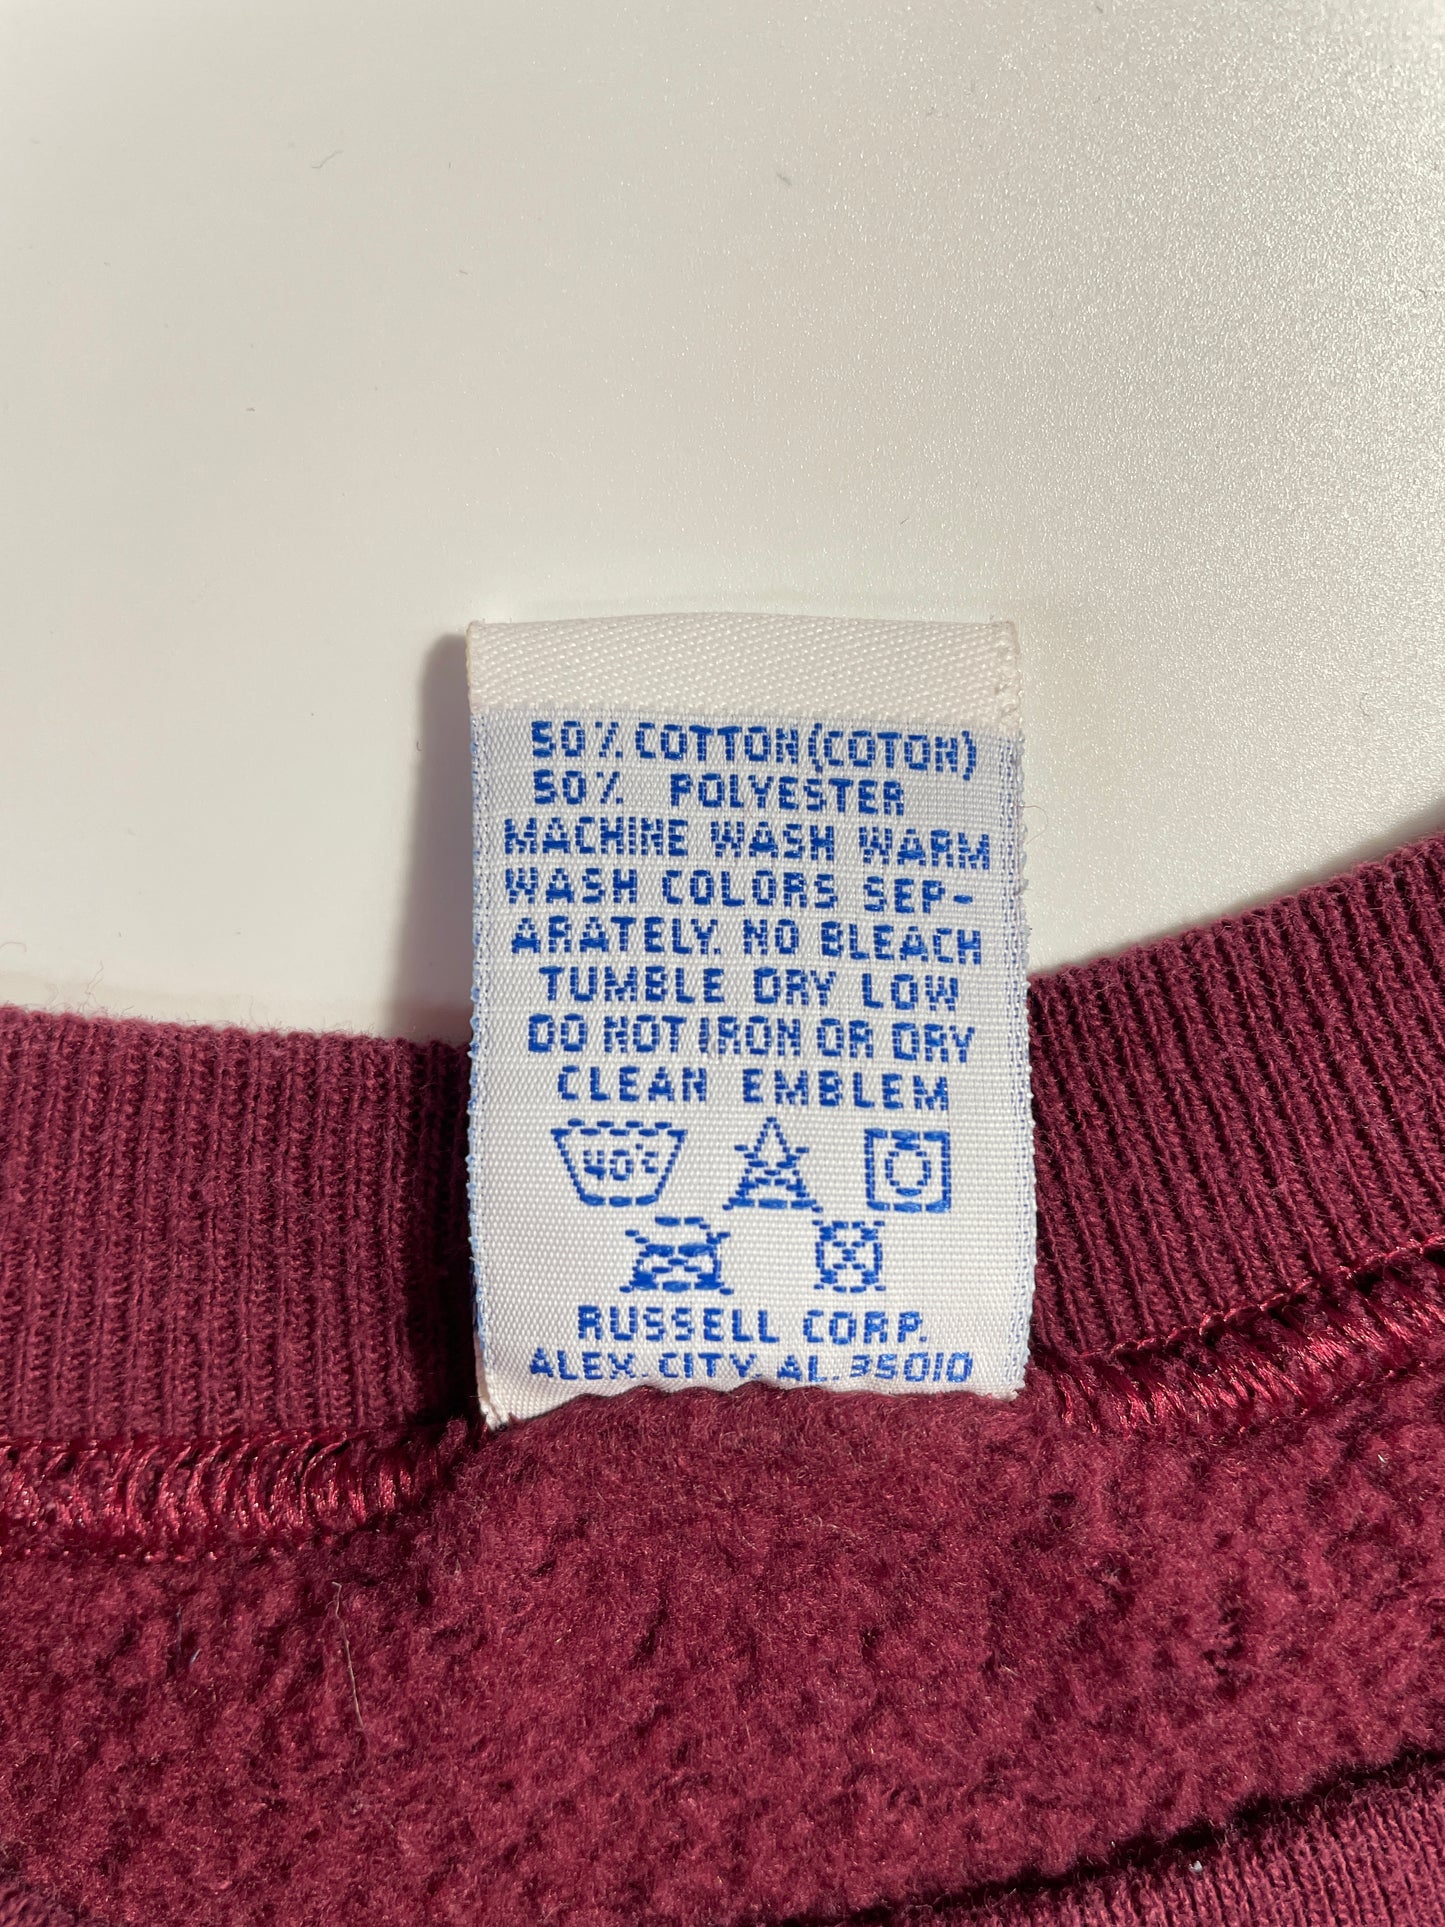 50% COTTON (COTON)
50% POLYESTER
MACHINE WASH WARM
WASH COLORS SEP-
ARATELY. NO BLEACH
TUMBLE DRY LOW
DO NOT IRON OR DRY
CLEAN EMBLEM
40°C
RUSSELL CORP.
ALEX. CITY, AL. 35010